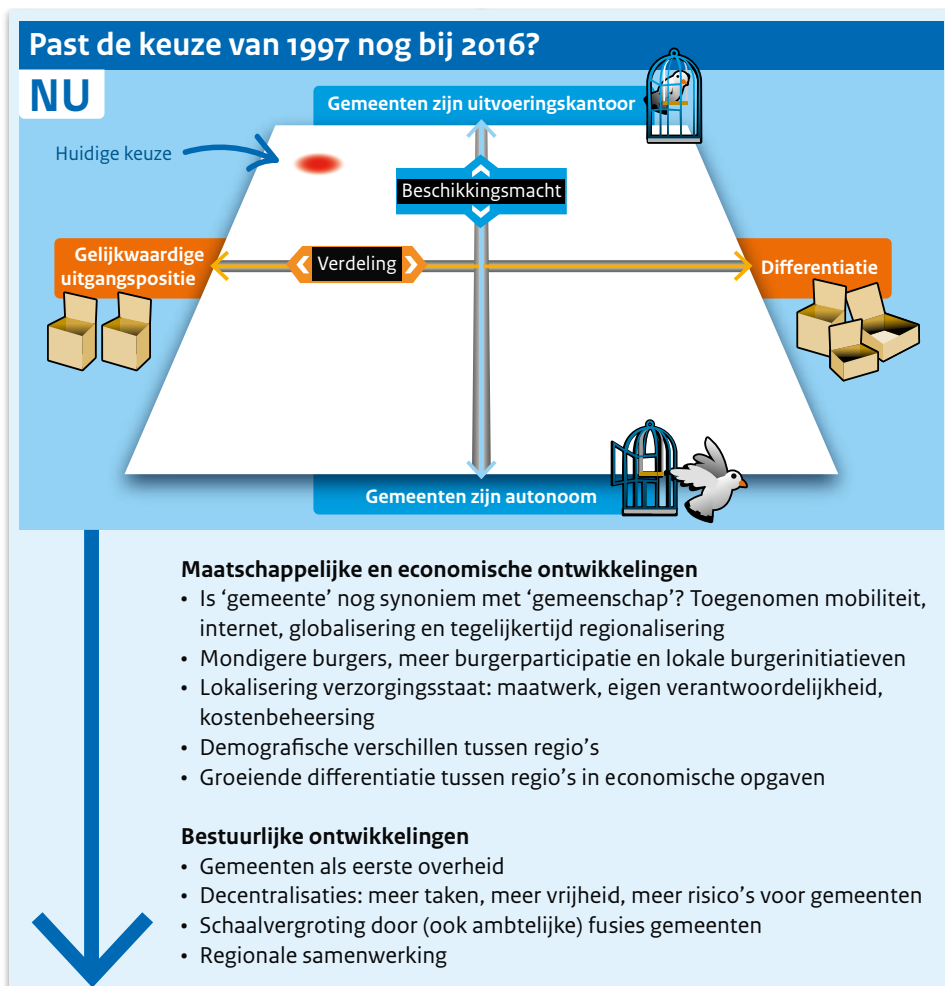 Past de keuze van 1997 nog bij 2016?
NU
Gemeenten zijn uitvoeringskantoor
Huidige keuze
Beschikkingsmacht
Gelijkwaardige
uitgangspositie
Verdeling
Differentiatie
Gemeenten zijn autonoom
Maatschappelijke en economische ontwikkelingen
• Is ‘gemeente’ nog synoniem met ‘gemeenschap’? Toegenomen mobiliteit,
internet, globalisering en tegelijkertijd regionalisering
• Mondigere burgers, meer burgerparticipatie en lokale burgerinitiatieven
• Lokalisering verzorgingsstaat: maatwerk, eigen verantwoordelijkheid,
kostenbeheersing
• Demografische verschillen tussen regio’s
• Groeiende differentiatie tussen regio’s in economische opgaven
Bestuurlijke ontwikkelingen
• Gemeenten als eerste overheid
• Decentralisaties: meer taken, meer vrijheid, meer risico’s voor gemeenten
• Schaalvergroting door (ook ambtelijke) fusies gemeenten
• Regionale samenwerking